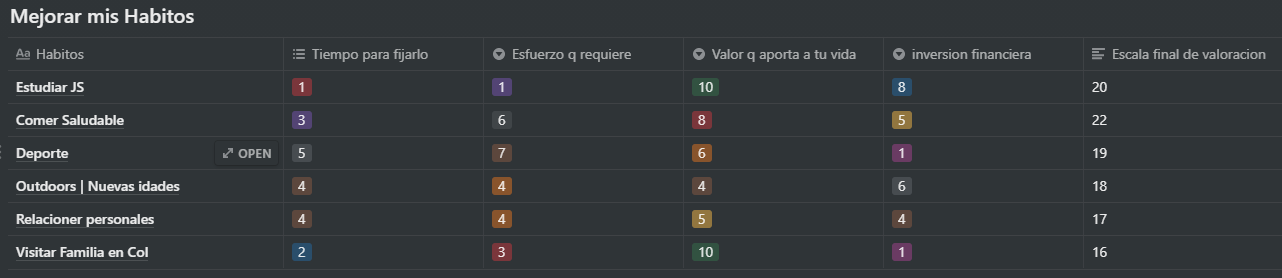 Mejorar mis Habitos
Aa Habitos Tiempo para fijarlo Esfuerzo q requiere Valor q aporta a tu vida inversion financiera Escala final de valoracion
Estudiar JS 1 1 10 8 20
Comer Saludable 3 6 8 5 22
Deporte OPEN 5 7 6 1 19
Outdoors | Nuevas idades 4 4 4 6 18
Relacioner personales 4 4 5 4 17
Visitar Familia en Col 2 3 10 1 16